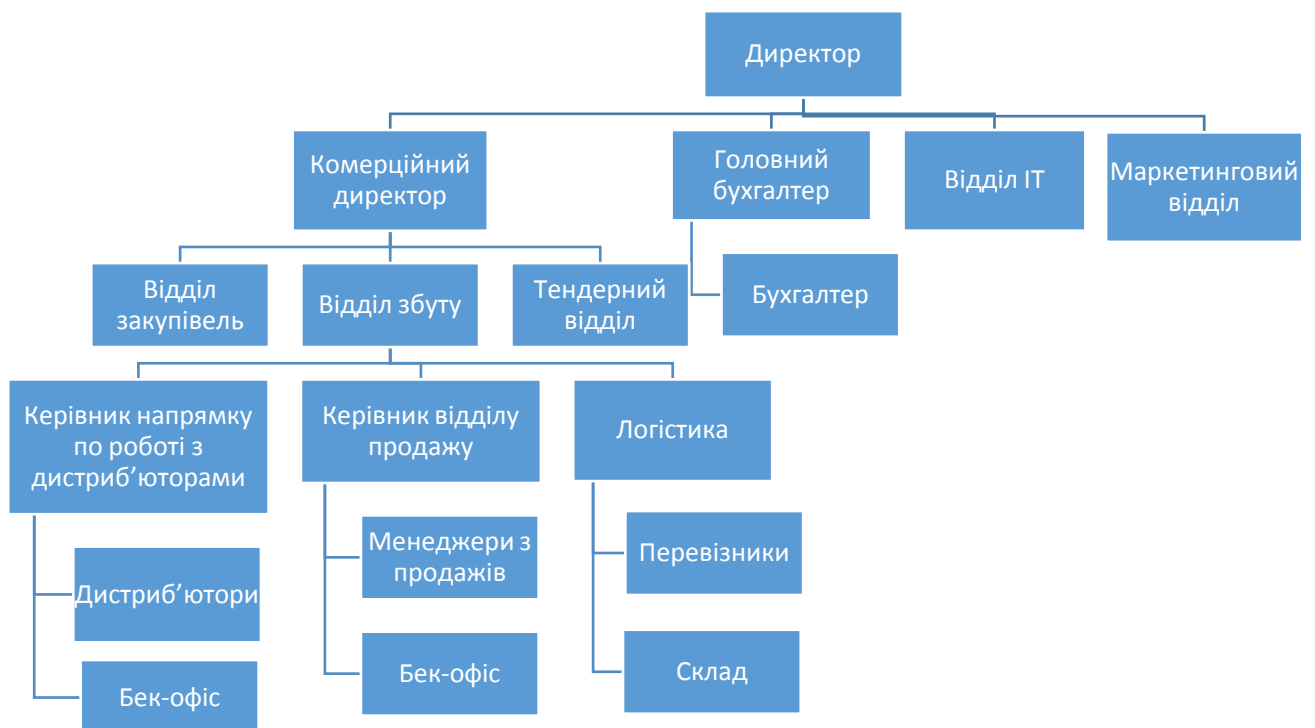 Директор
Комерційний
директор
Головний
бухгалтер
Відділ ІТ
Маркетинговий
відділ
Відділ
закупівель
Відділ збуту
Тендерний
відділ
Бухгалтер
Керівник напрямку
по роботі з
дистриб’юторами
Керівник відділу
продажу
Логістика
Менеджери з
продажів
Перевізники
Дистриб’ютори
Бек-офіс
Бек-офіс
Склад